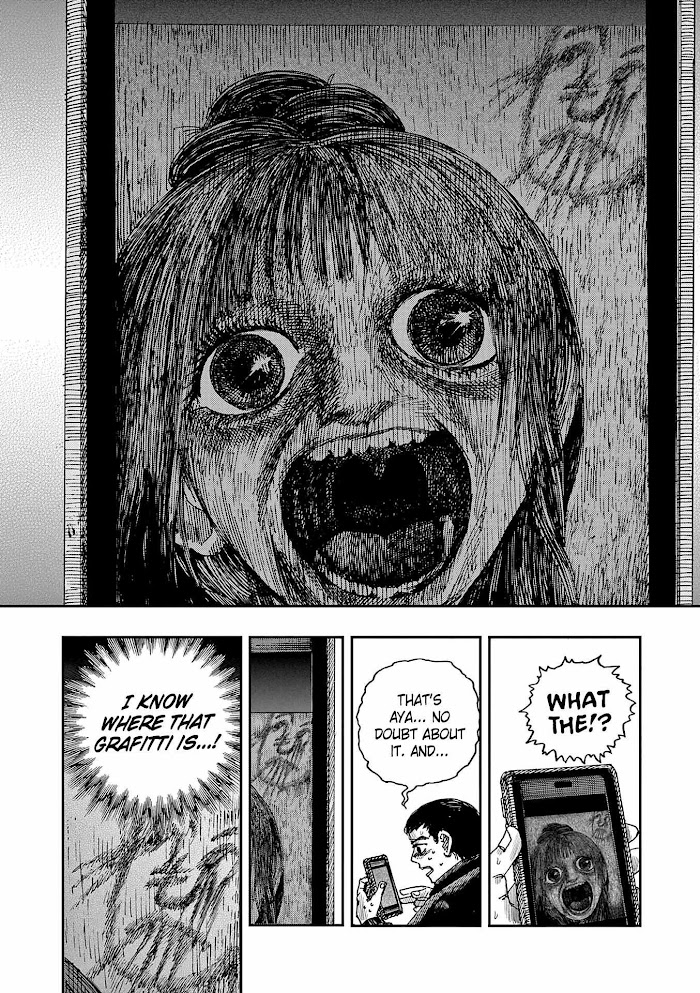 WHAT
THE!?
THAT'S
AYA... NO
DOUBT ABOUT
IT. AND...
I KNOW
WHERE THAT
GRAFITTI IS...!